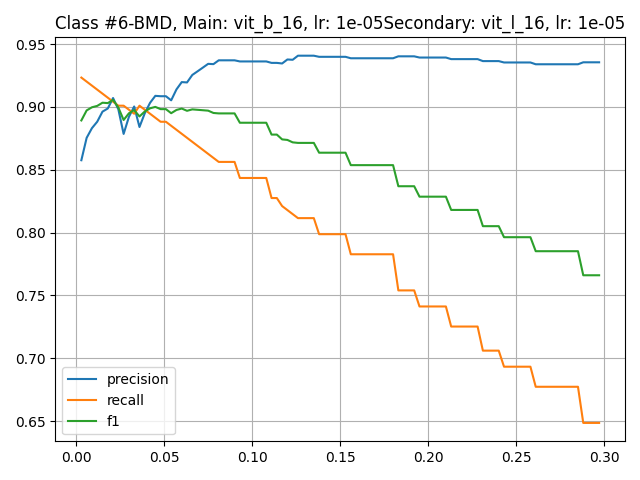 Class #6-BMD, Main: vit_b_16, lr: 1e-05Secondary: vit_l_16, lr: 1e-05
0.95
0.90
0.85
0.80
0.75
0.70
0.65
precision
recall
f1
0.00 0.05 0.10 0.15 0.20 0.25 0.30